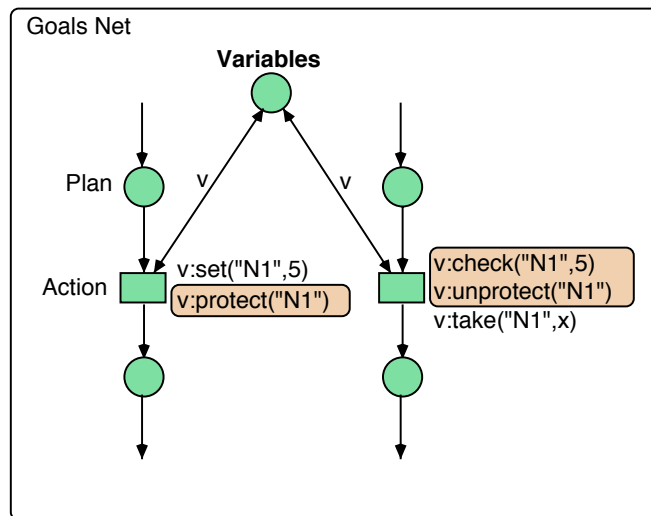 Goals Net
Variables
v
v
Plan
Action
v:set("N1",5)
v:protect("N1")
v:check("N1",5)
v:unprotect("N1")
v:take("N1",x)